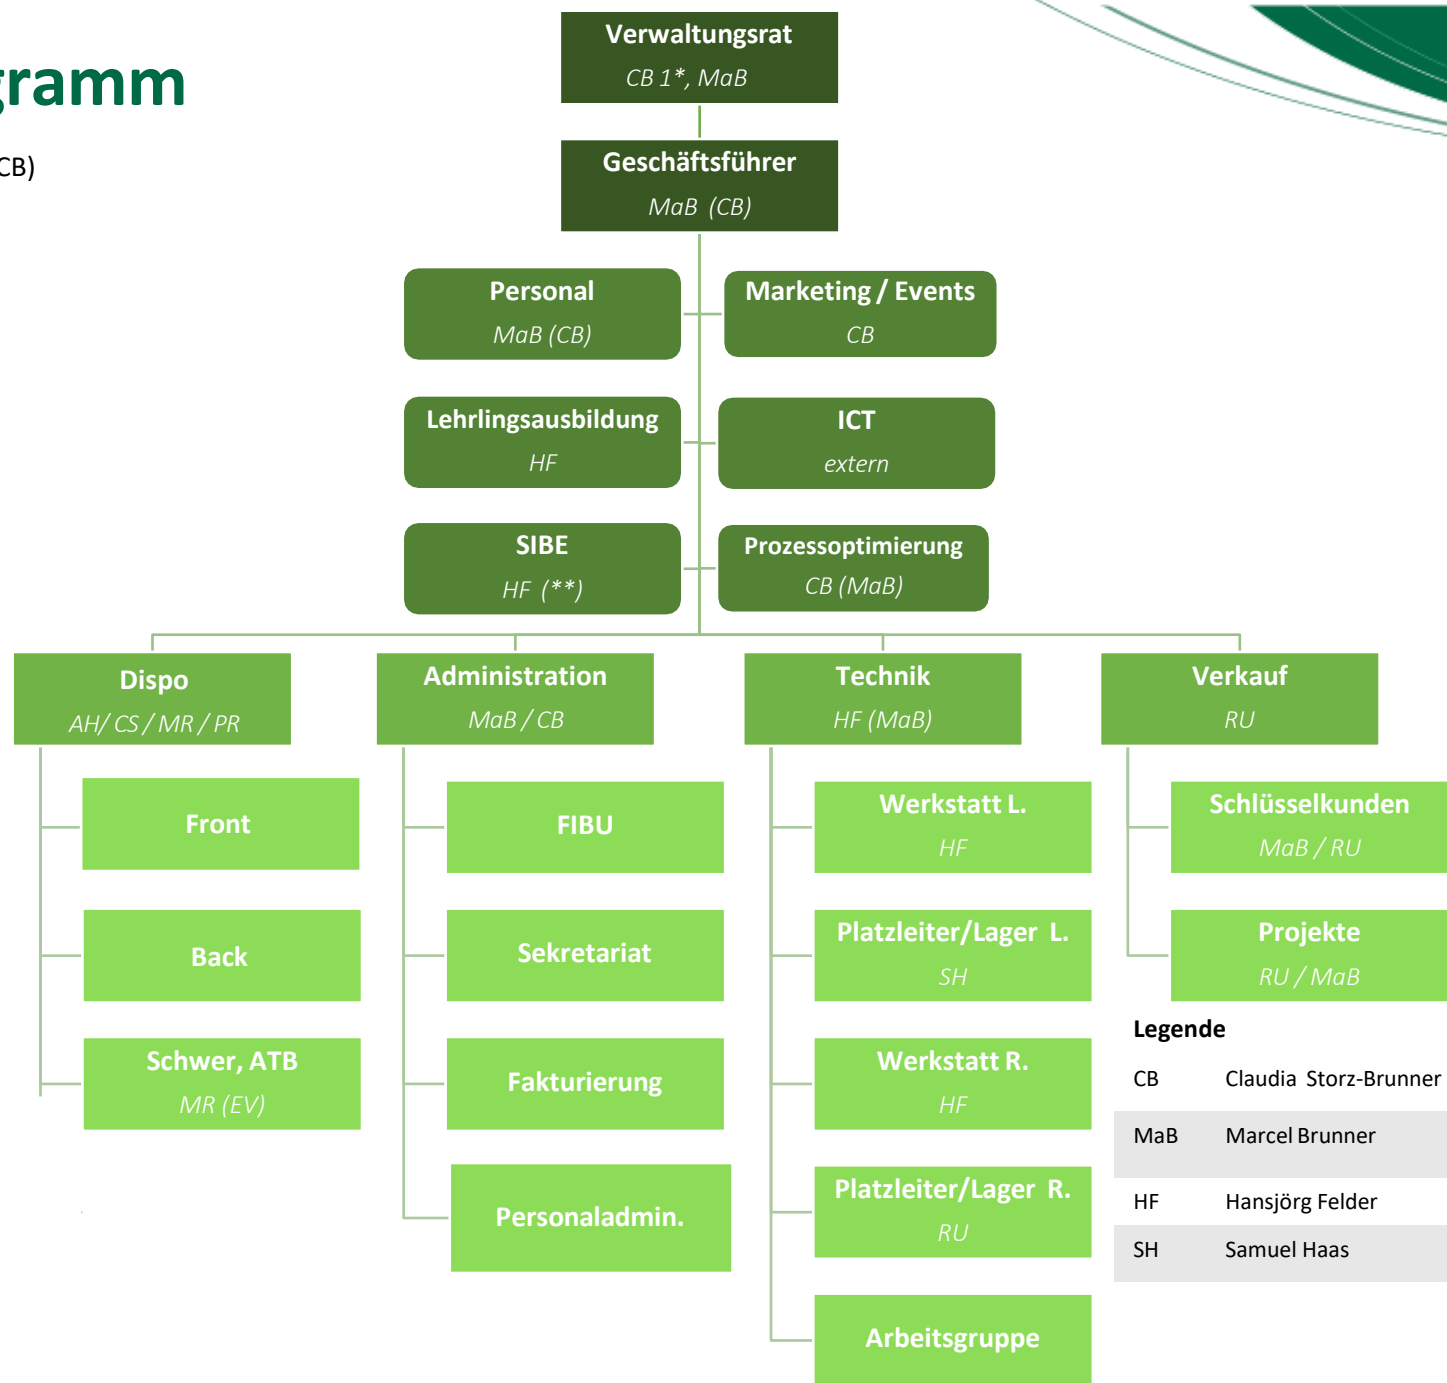 gramm
CB)
Verwaltungsrat
CB 1*, MaB
Geschäftsführer
MaB (CB)
Personal
MaB (CB)
Marketing / Events
CB
Lehrlingsausbildung
HF
ICT
extern
SIBE
HF (**)
Prozessoptimierung
CB (MaB)
Dispo
AH/ CS / MR / PR
Administration
MaB / CB
Technik
HF (MaB)
Verkauf
RU
Front
Back
Schwer, ATB
MR (EV)
FIBU
Sekretariat
Fakturierung
Personaladmin.
Werkstatt L.
HF
Platzleiter/Lager L.
SH
Werkstatt R.
HF
Platzleiter/Lager R.
RU
Arbeitsgruppe
Schlüsselkunden
MaB / RU
Projekte
RU / MaB
Legende
CB Claudia Storz-Brunner
MaB Marcel Brunner
HF Hansjörg Felder
SH Samuel Haas